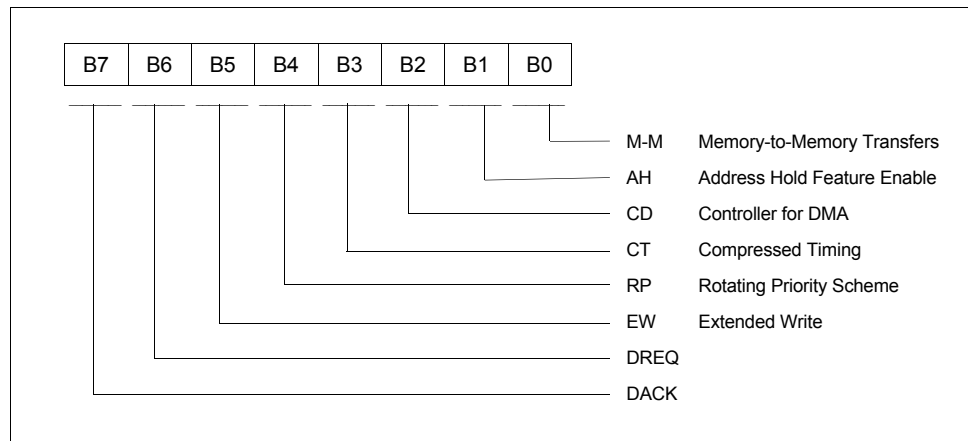 B7 B6 B5 B4 B3 B2 B1 B0
M-M Memory-to-Memory Transfers
AH Address Hold Feature Enable
CD Controller for DMA
CT Compressed Timing
RP Rotating Priority Scheme
EW Extended Write
DREQ
DACK